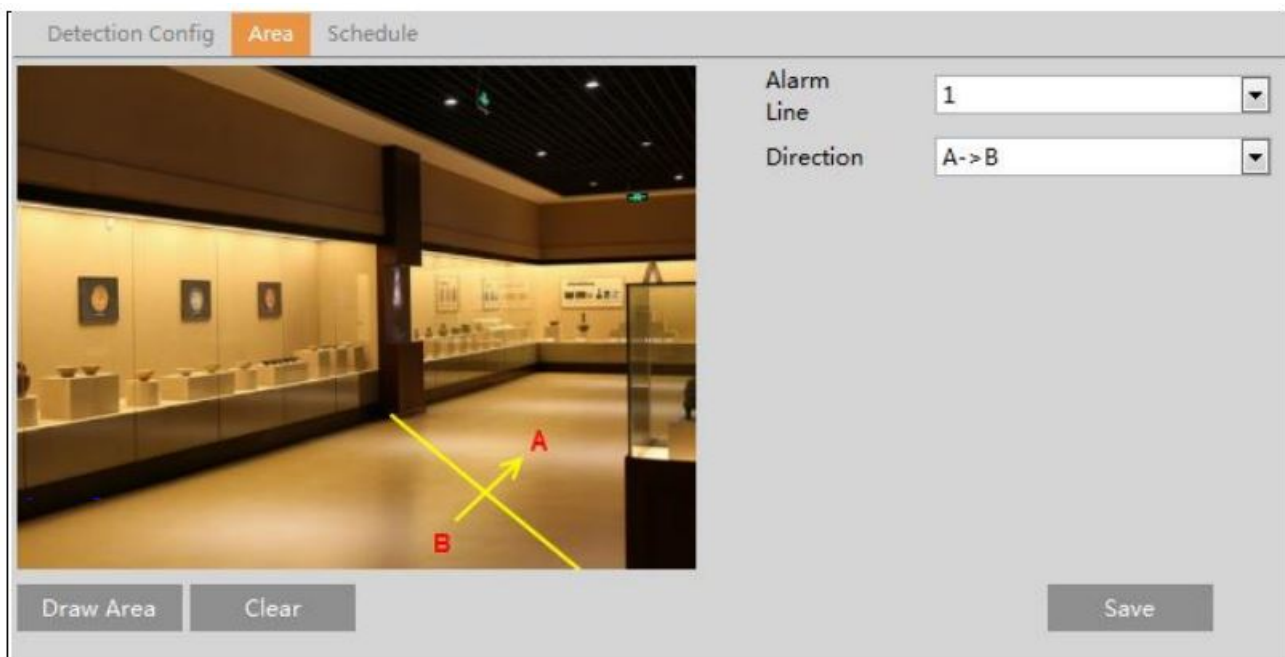 Detection Config Area Schedule
Alarm
Line
1
Direction
A->B
A
B
Draw Area Clear Save